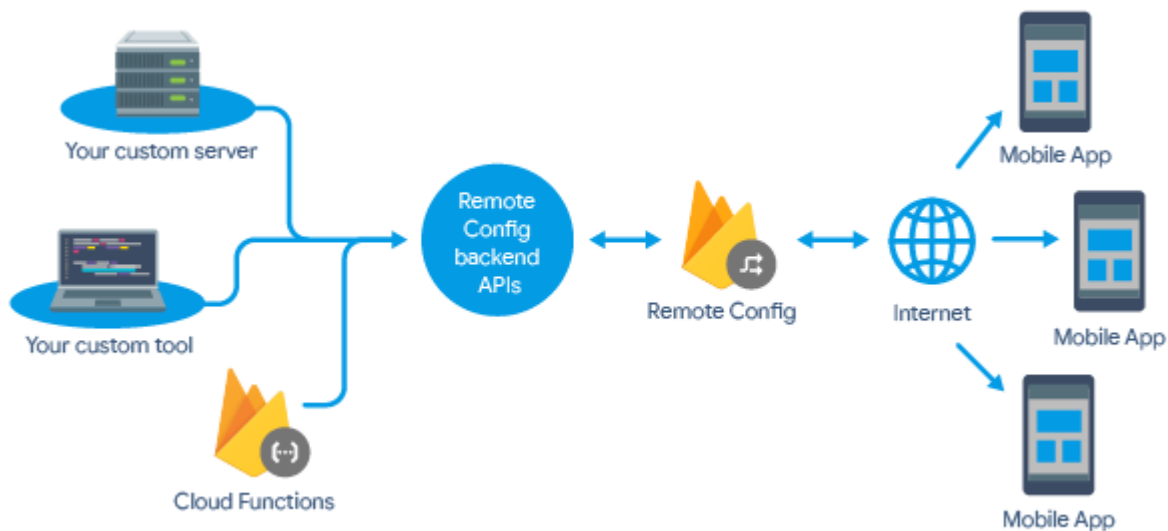 Your custom server
Your custom tool
Cloud Functions
Remote
Config
backend
APIs
Remote Config
Internet
Mobile App
Mobile App
Mobile App